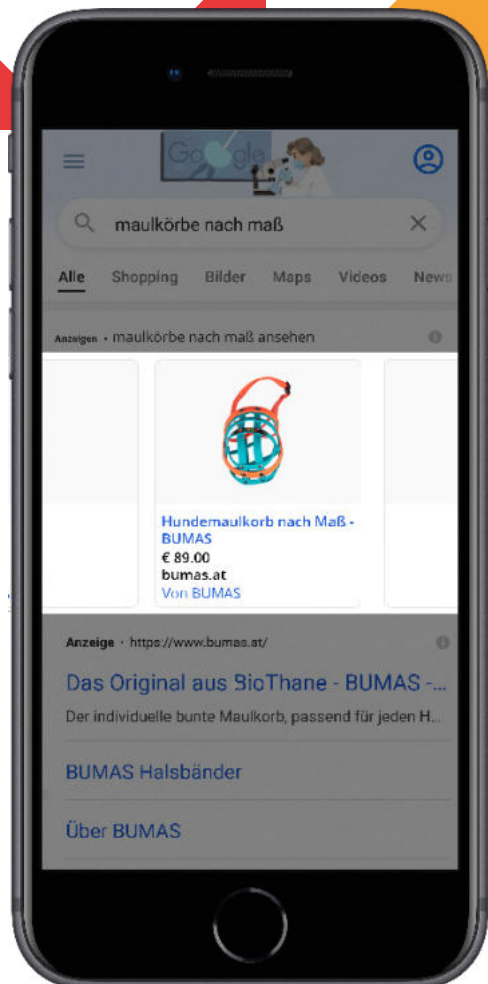 Google
maulkörbe nach maß
Alle Shopping Bilder Maps Videos News
Anzeigen · maulkörbe nach maß ansehen
Hundemaulkorb nach Maß -
BUMAS
€ 89.00
bumas.at
Von BUMAS
Anzeige · https://www.bumas.at/
Das Original aus BioThane - BUMAS -...
Der individuelle bunte Maulkorb, passend für jeden H...
BUMAS Halsbänder
Über BUMAS